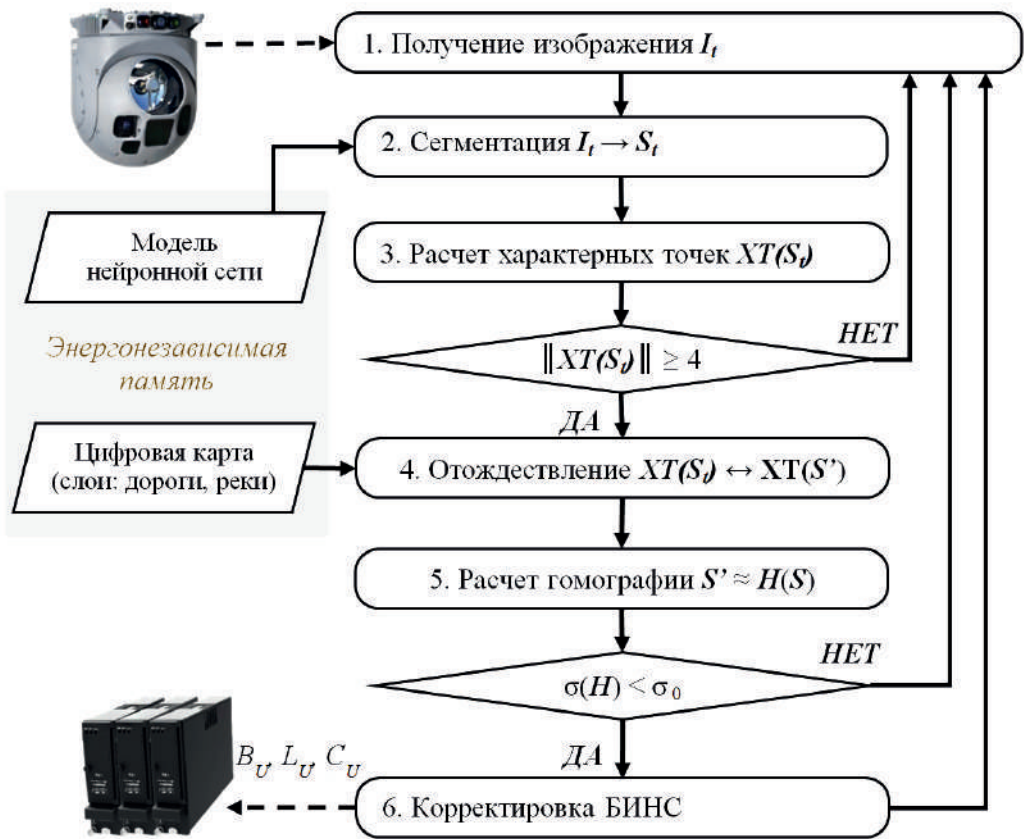 1. Получение изображения I_t
2. Сегментация I_t → S_t
Модель
нейронной сети
3. Расчет характерных точек XT(S_t)
Энергонезависимая
память
‖XT(S_t)‖ ≥ 4
НЕТ
ДА
Цифровая карта
(слои: дороги, реки)
4. Отождествление XT(S_t) ↔ XT(S’)
5. Расчет гомографии S’ ≈ H(S)
НЕТ
σ(H) < σ_0
ДА
B_U, L_U, C_U
6. Корректировка БИНС